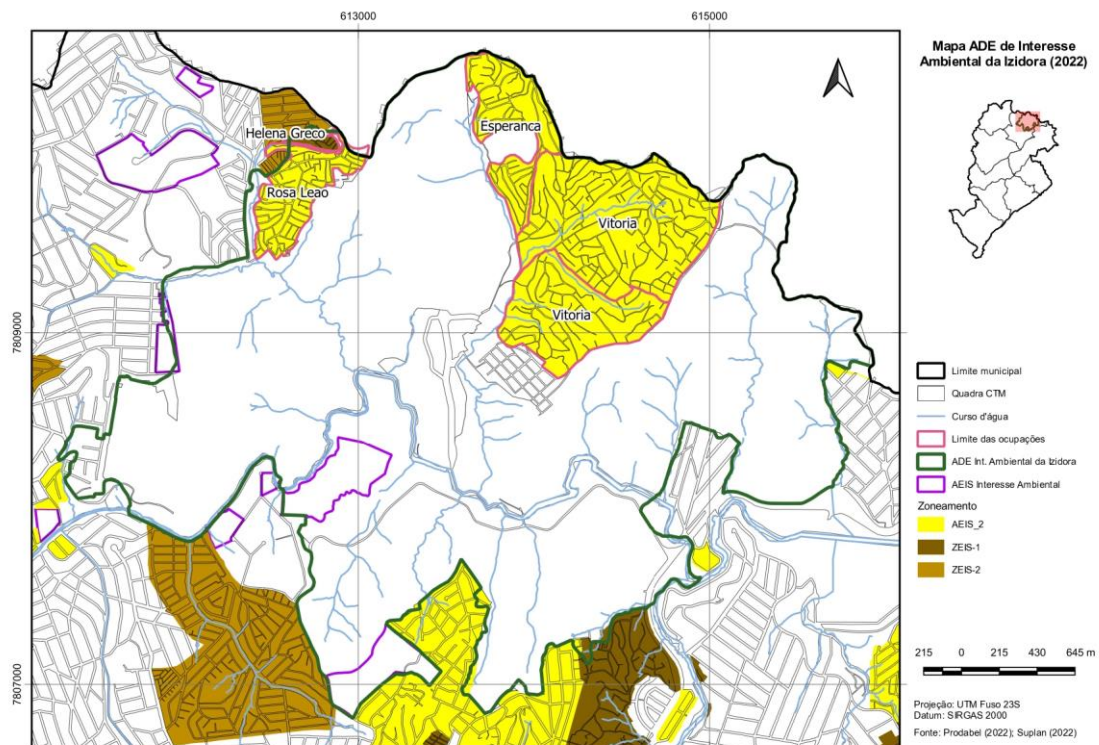 613000
615000
Mapa ADE de Interesse
Ambiental da Izidora (2022)
Helena Greco
Esperanca
Rosa Leao
Vitoria
Vitoria
7809000
7807000
Limite municipal
Quadra CTM
Curso d'água
Limite das ocupações
ADE Int. Ambiental da Izidora
AEIS Interesse Ambiental
Zoneamento
AEIS_2
ZEIS-1
ZEIS-2
215 0 215 430 645 m
Projeção: UTM Fuso 23S
Datum: SIRGAS 2000
Fonte: Prodabel (2022); Suplan (2022)